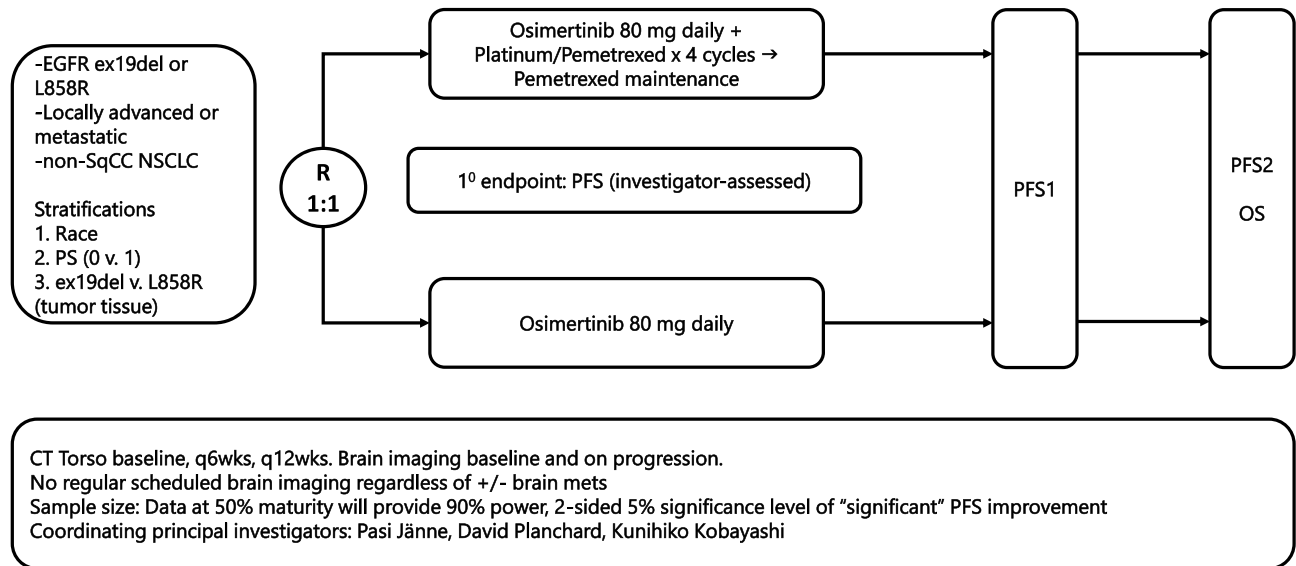 -EGFR ex19del or
L858R
-Locally advanced or
metastatic
-non-SqCC NSCLC
Stratifications
1. Race
2. PS (0 v. 1)
3. ex19del v. L858R
(tumor tissue)
R
1:1
Osimertinib 80 mg daily +
Platinum/Pemetrexed x 4 cycles →
Pemetrexed maintenance
1⁰ endpoint: PFS (investigator-assessed)
Osimertinib 80 mg daily
PFS1
PFS2
OS
CT Torso baseline, q6wks, q12wks. Brain imaging baseline and on progression.
No regular scheduled brain imaging regardless of +/- brain mets
Sample size: Data at 50% maturity will provide 90% power, 2-sided 5% significance level of “significant” PFS improvement
Coordinating principal investigators: Pasi Jänne, David Planchard, Kunihiko Kobayashi